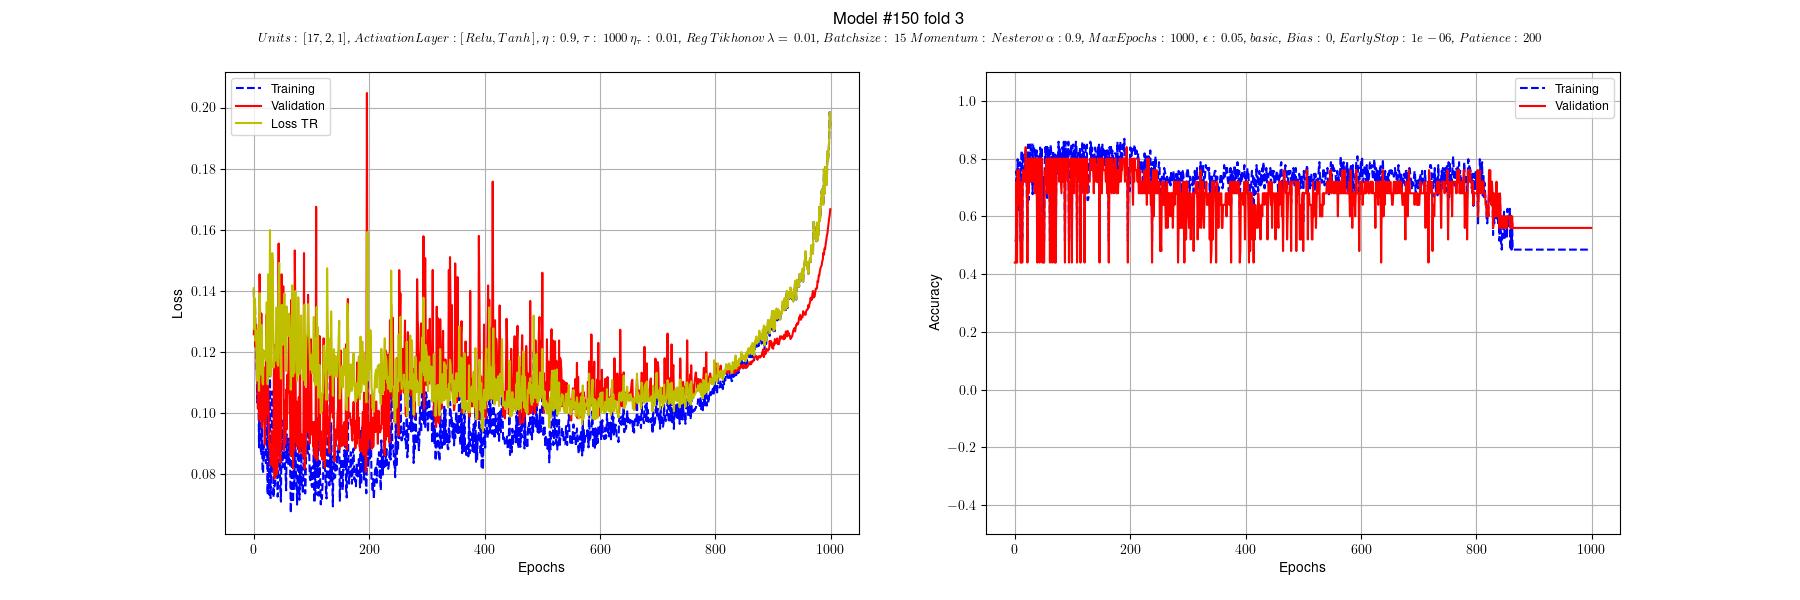 Model #150 fold 3
Units : [17, 2, 1], ActivationLayer : [Relu, Tanh], η : 0.9, τ : 1000 ητ : 0.01, Reg Tikhonov λ = 0.01, Batchsize : 15 Momentum : Nesterov α : 0.9, MaxEpochs : 1000, ϵ : 0.05, basic, Bias : 0, EarlyStop : 1e − 06, Patience : 200
Training
Validation
Loss TR
0.20
0.18
0.16
0.14
0.12
0.10
0.08
Loss
0 200 400 600 800 1000
Epochs
Training
Validation
1.0
0.8
0.6
0.4
0.2
0.0
−0.2
−0.4
Accuracy
0 200 400 600 800 1000
Epochs